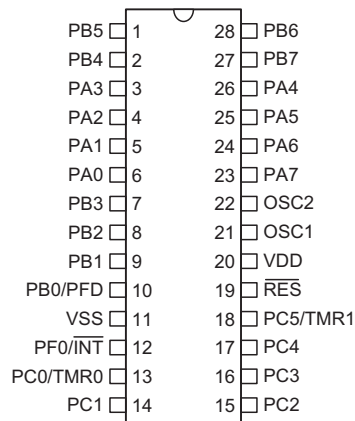 PB5 1 28 PB6
PB4 2 27 PB7
PA3 3 26 PA4
PA2 4 25 PA5
PA1 5 24 PA6
PA0 6 23 PA7
PB3 7 22 OSC2
PB2 8 21 OSC1
PB1 9 20 VDD
PB0/PFD 10 19 R̅E̅S̅
VSS 11 18 PC5/TMR1
PF0/I̅N̅T̅ 12 17 PC4
PC0/TMR0 13 16 PC3
PC1 14 15 PC2